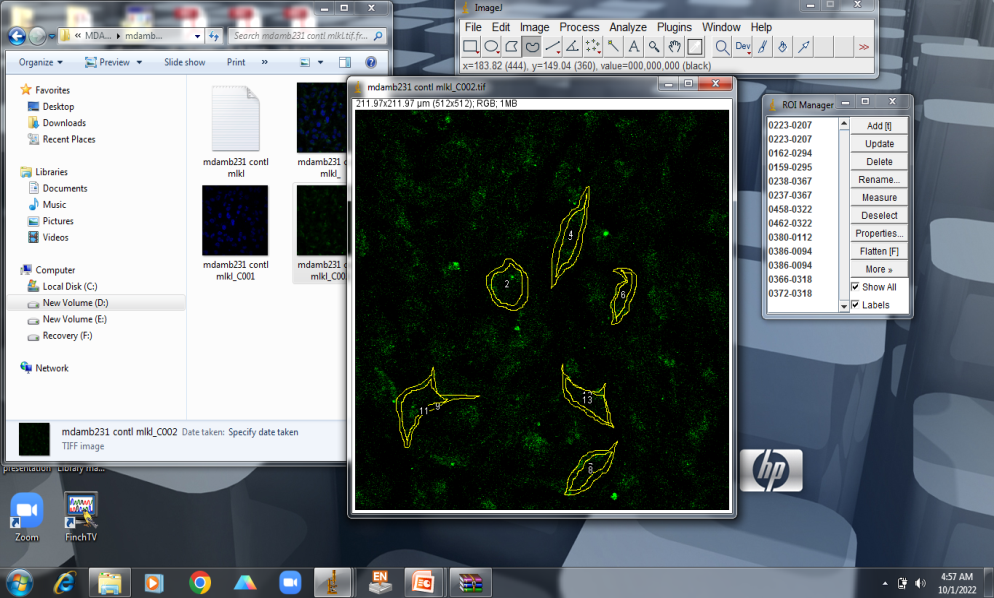 « MDA... ▸ mdamb...
Search mdamb231 contl mlkl.tif.fr...
Organize
Preview
Slide show
Print
»
Favorites
Desktop
Downloads
Recent Places
Libraries
Documents
Music
Pictures
Videos
Computer
Local Disk (C:)
New Volume (D:)
New Volume (E:)
Recovery (F:)
Network
mdamb231 contl
mlkl
mdamb231 c
mlkl_
mdamb231 contl
mlkl_C001
mdamb231 c
mlkl_C00
mdamb231 contl mlkl_C002
Date taken: Specify date taken
TIFF image
presentation
Library ma...
Zoom
FinchTV
ImageJ
File Edit Image Process Analyze Plugins Window Help
A
Dev
>>
x=183.82 (444), y=149.04 (360), value=000,000,000 (black)
mdamb231 contl mlkl_C002.tif
211.97x211.97 µm (512x512); RGB; 1MB
4
2
6
11
9
13
8
ROI Manager
0223-0207
0223-0207
0162-0294
0159-0295
0238-0367
0237-0367
0458-0322
0462-0322
0380-0112
0386-0094
0386-0094
0366-0318
0372-0318
Add [t]
Update
Delete
Rename...
Measure
Deselect
Properties...
Flatten [F]
More »
Show All
Labels
hp
EN
4:57 AM
10/1/2022